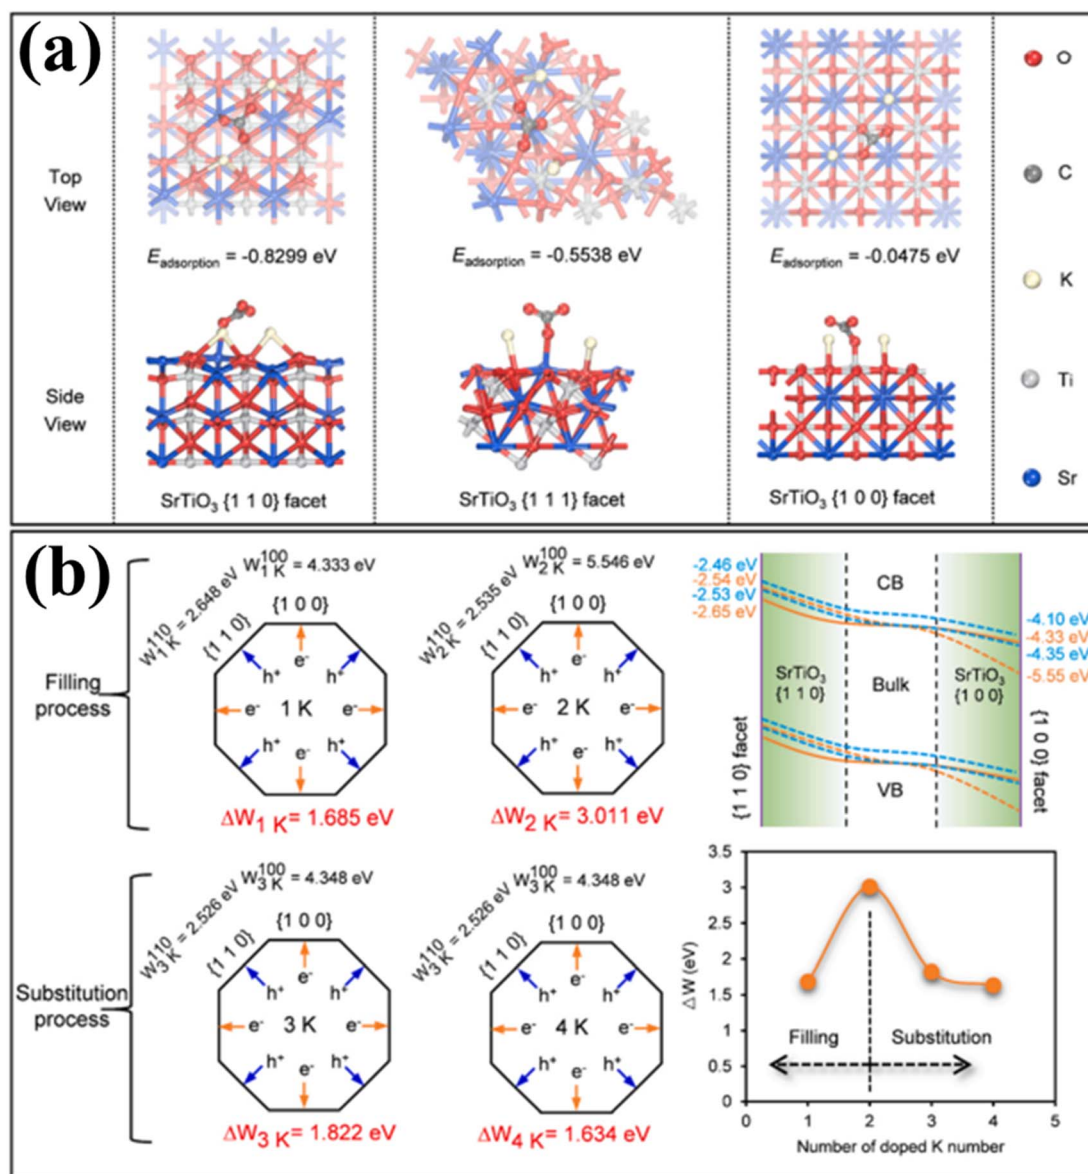 (a)
O
C
K
Ti
Sr
Top
View
E_adsorption = -0.8299 eV
E_adsorption = -0.5538 eV
E_adsorption = -0.0475 eV
Side
View
SrTiO₃ {1 1 0} facet
SrTiO₃ {1 1 1} facet
SrTiO₃ {1 0 0} facet
(b)
Filling
process
W¹¹⁰₁ K = 2.648 eV
W¹⁰⁰₁ K = 4.333 eV
{1 1 0}
{1 0 0}
e⁻
h⁺
h⁺
e⁻
1 K
e⁻
h⁺
h⁺
e⁻
ΔW₁ K = 1.685 eV
W¹¹⁰₂ K = 2.535 eV
W¹⁰⁰₂ K = 5.546 eV
{1 1 0}
{1 0 0}
e⁻
h⁺
h⁺
e⁻
2 K
e⁻
h⁺
h⁺
e⁻
ΔW₂ K = 3.011 eV
-2.46 eV
-2.54 eV
-2.53 eV
-2.65 eV
CB
-4.10 eV
-4.33 eV
-4.35 eV
-5.55 eV
SrTiO₃
{1 1 0}
Bulk
SrTiO₃
{1 0 0}
VB
{1 1 0} facet
{1 0 0} facet
Substitution
process
W¹¹⁰₃ K = 2.526 eV
W¹⁰⁰₃ K = 4.348 eV
{1 1 0}
{1 0 0}
e⁻
h⁺
h⁺
e⁻
3 K
e⁻
h⁺
h⁺
e⁻
ΔW₃ K = 1.822 eV
W¹¹⁰₃ K = 2.526 eV
W¹⁰⁰₃ K = 4.348 eV
{1 1 0}
{1 0 0}
e⁻
h⁺
h⁺
e⁻
4 K
e⁻
h⁺
h⁺
e⁻
ΔW₄ K = 1.634 eV
ΔW (eV)
3.5
3
2.5
2
1.5
1
0.5
0
Filling
Substitution
1
2
3
4
5
Number of doped K number